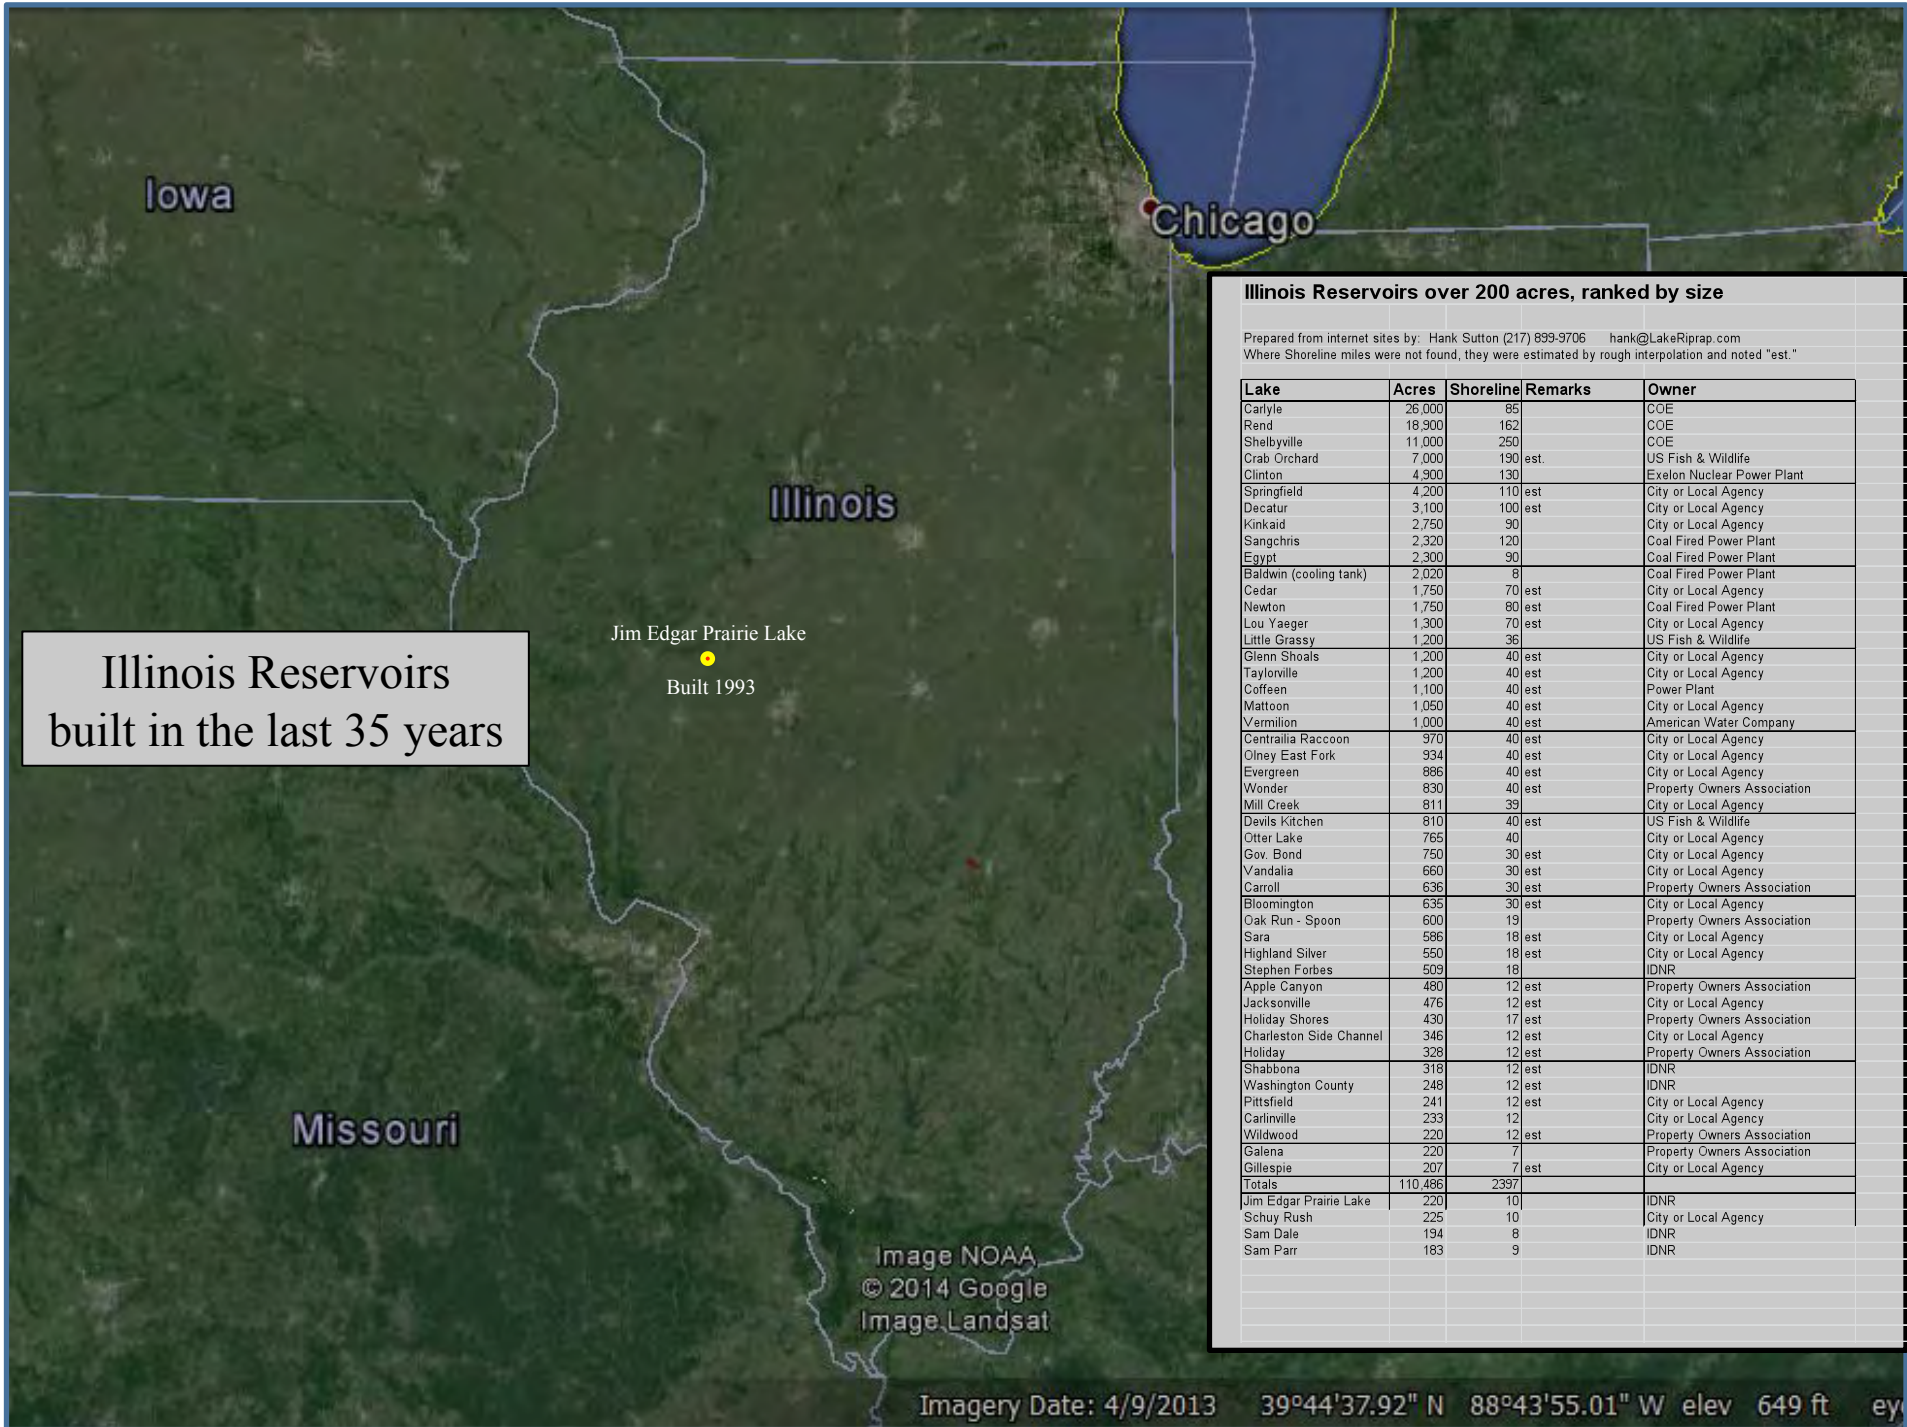 Iowa
Chicago
Illinois
Jim Edgar Prairie Lake
Built 1993
Illinois Reservoirs
built in the last 35 years
Missouri
Illinois Reservoirs over 200 acres, ranked by size
Prepared from internet sites by: Hank Sutton (217) 899-9706 hank@LakeRiprap.com
Where Shoreline miles were not found, they were estimated by rough interpolation and noted "est."
Lake Acres Shoreline Remarks Owner
Carlyle 26,000 85 COE
Rend 18,900 162 COE
Shelbyville 11,000 250 COE
Crab Orchard 7,000 190 est. US Fish & Wildlife
Clinton 4,900 130 Exelon Nuclear Power Plant
Springfield 4,200 110 est City or Local Agency
Decatur 3,100 100 est City or Local Agency
Kinkaid 2,750 90 City or Local Agency
Sangchris 2,320 120 Coal Fired Power Plant
Egypt 2,300 90 Coal Fired Power Plant
Baldwin (cooling tank) 2,020 8 Coal Fired Power Plant
Cedar 1,750 70 est City or Local Agency
Newton 1,750 80 est Coal Fired Power Plant
Lou Yaeger 1,300 70 est City or Local Agency
Little Grassy 1,200 36 US Fish & Wildlife
Glenn Shoals 1,200 40 est City or Local Agency
Taylorville 1,200 40 est City or Local Agency
Coffeen 1,100 40 est Power Plant
Mattoon 1,050 40 est City or Local Agency
Vermilion 1,000 40 est American Water Company
Centrailia Raccoon 970 40 est City or Local Agency
Olney East Fork 934 40 est City or Local Agency
Evergreen 886 40 est City or Local Agency
Wonder 830 40 est Property Owners Association
Mill Creek 811 39 City or Local Agency
Devils Kitchen 810 40 est US Fish & Wildlife
Otter Lake 765 40 City or Local Agency
Gov. Bond 750 30 est City or Local Agency
Vandalia 660 30 est City or Local Agency
Carroll 636 30 est Property Owners Association
Bloomington 635 30 est City or Local Agency
Oak Run - Spoon 600 19 Property Owners Association
Sara 586 18 est City or Local Agency
Highland Silver 550 18 est City or Local Agency
Stephen Forbes 509 18 IDNR
Apple Canyon 480 12 est Property Owners Association
Jacksonville 476 12 est City or Local Agency
Holiday Shores 430 17 est Property Owners Association
Charleston Side Channel 346 12 est City or Local Agency
Holiday 328 12 est Property Owners Association
Shabbona 318 12 est IDNR
Washington County 248 12 est IDNR
Pittsfield 241 12 est City or Local Agency
Carlinville 233 12 City or Local Agency
Wildwood 220 12 est Property Owners Association
Galena 220 7 Property Owners Association
Gillespie 207 7 est City or Local Agency
Totals 110,486 2397
Jim Edgar Prairie Lake 220 10 IDNR
Schuy Rush 225 10 City or Local Agency
Sam Dale 194 8 IDNR
Sam Parr 183 9 IDNR
Image NOAA
© 2014 Google
Image Landsat
Imagery Date: 4/9/2013 39°44'37.92" N 88°43'55.01" W elev 649 ft